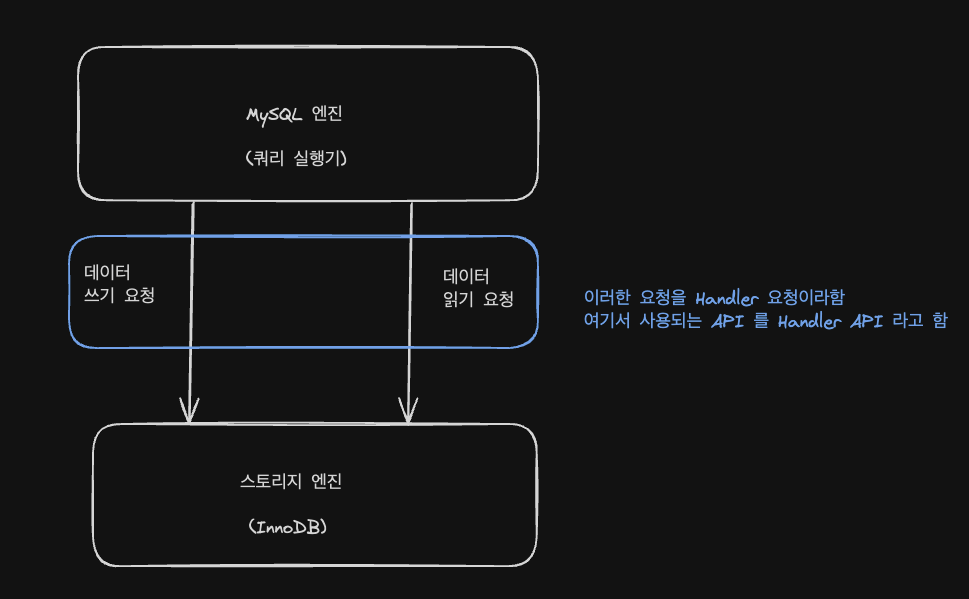 MySQL 엔진
(쿼리 실행기)
데이터
쓰기 요청
데이터
읽기 요청
이러한 요청을 Handler 요청이라함
여기서 사용되는 API 를 Handler API 라고 함
스토리지 엔진
(InnoDB)